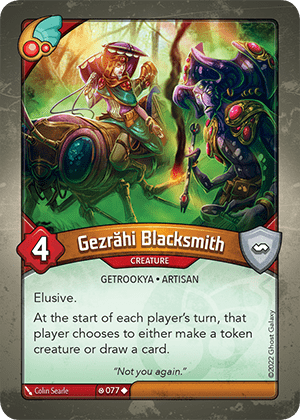 Gezrăhi Blacksmith
4
CREATURE
GETROOKYA • ARTISAN
Elusive.
At the start of each player's turn, that
player chooses to either make a token
creature or draw a card.
"Not you again."
Colin Searle
077
©2022 Ghost Galaxy